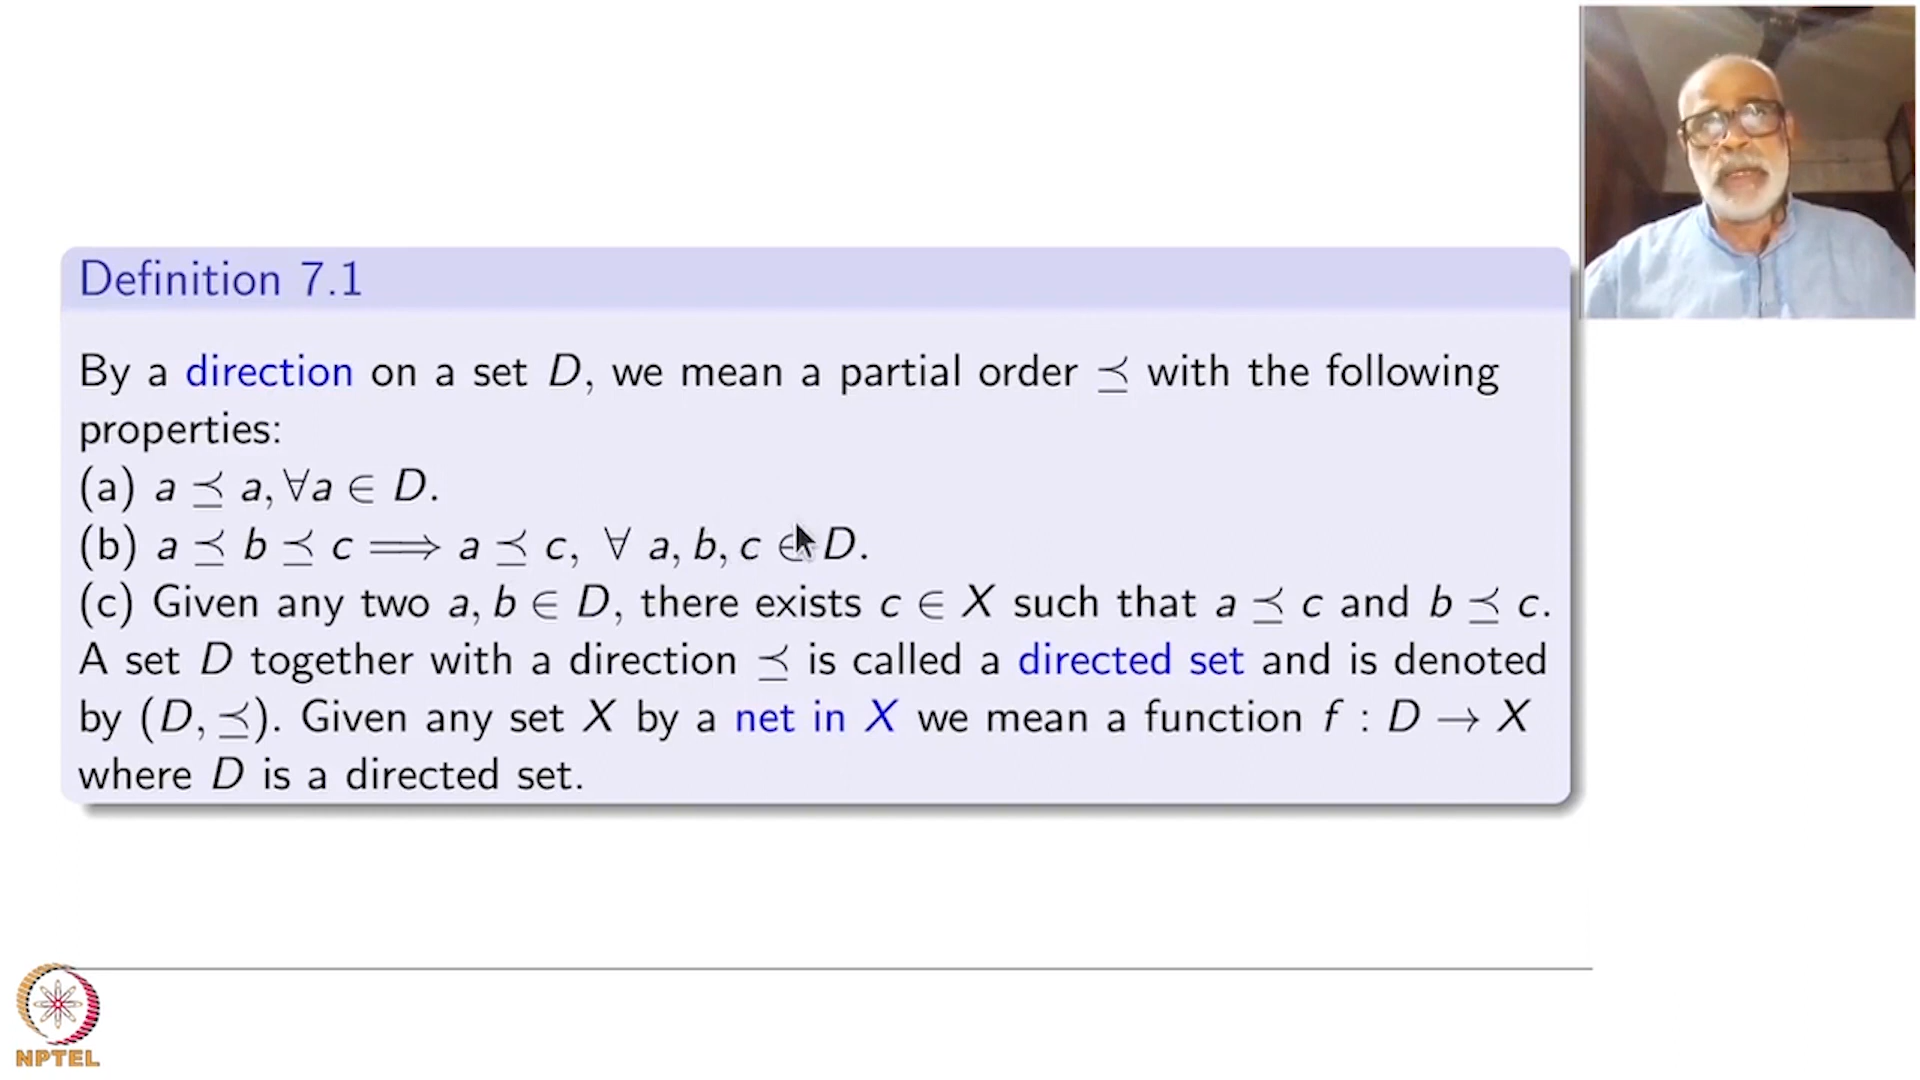 Definition 7.1
By a direction on a set D, we mean a partial order ⪯ with the following
properties:
(a) a ⪯ a, ∀a ∈ D.
(b) a ⪯ b ⪯ c ⟹ a ⪯ c, ∀ a, b, c ∈ D.
(c) Given any two a, b ∈ D, there exists c ∈ X such that a ⪯ c and b ⪯ c.
A set D together with a direction ⪯ is called a directed set and is denoted
by (D, ⪯). Given any set X by a net in X we mean a function f : D → X
where D is a directed set.
NPTEL